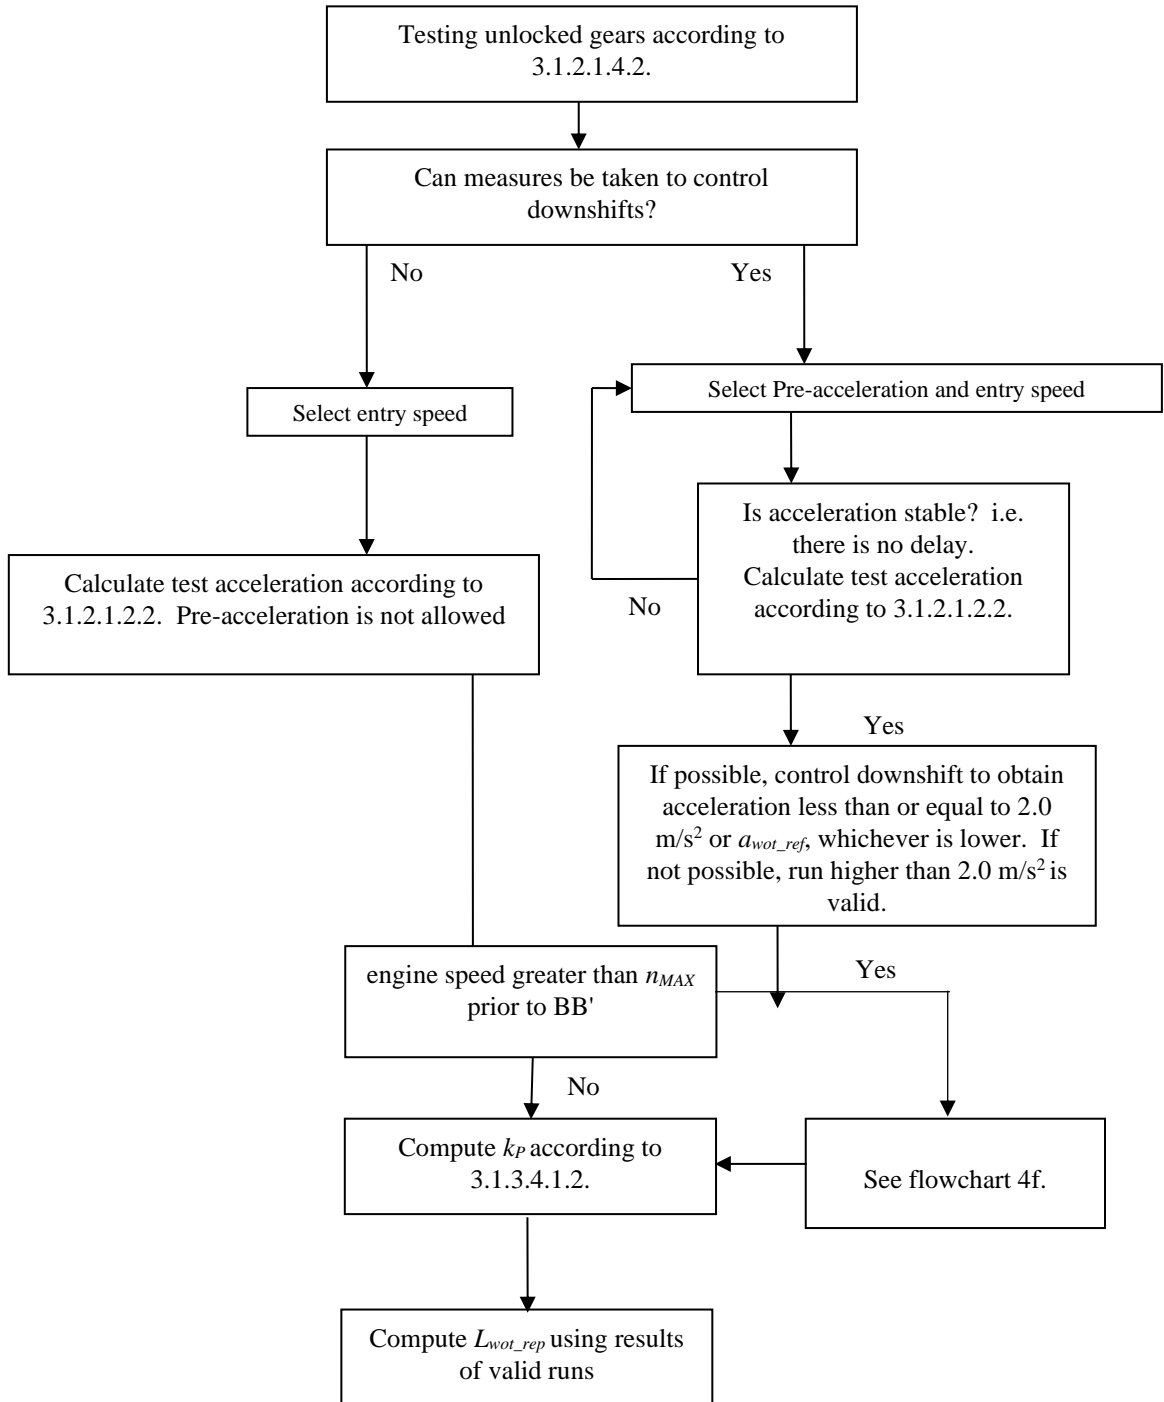 Testing unlocked gears according to
3.1.2.1.4.2.
Can measures be taken to control
downshifts?
No
Yes
Select entry speed
Select Pre-acceleration and entry speed
Is acceleration stable?  i.e.
there is no delay.
Calculate test acceleration
according to 3.1.2.1.2.2.
No
Calculate test acceleration according to
3.1.2.1.2.2.  Pre-acceleration is not allowed
Yes
If possible, control downshift to obtain
acceleration less than or equal to 2.0
m/s² or a_wot_ref, whichever is lower.  If
not possible, run higher than 2.0 m/s² is
valid.
engine speed greater than n_MAX
prior to BB'
Yes
No
Compute k_P according to
3.1.3.4.1.2.
See flowchart 4f.
Compute L_wot_rep using results
of valid runs